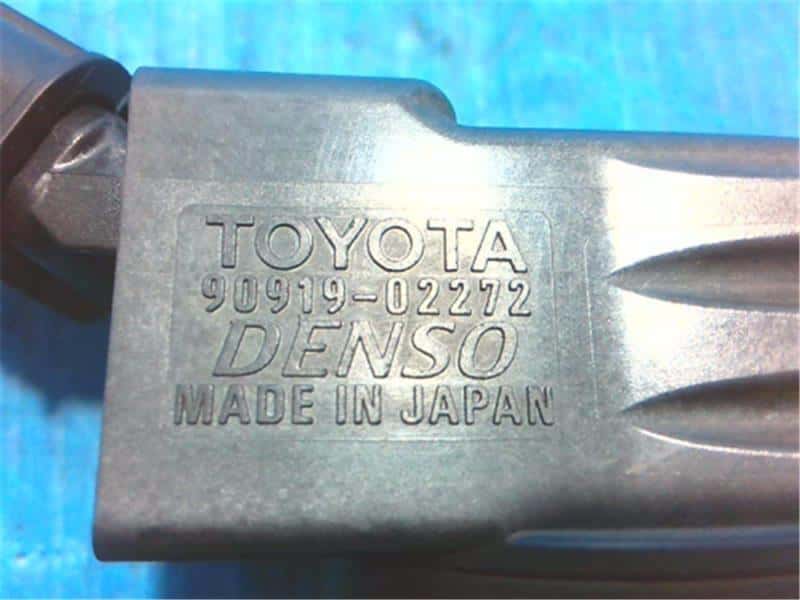 TOYOTA
90919-02272
DENSO
MADE IN JAPAN